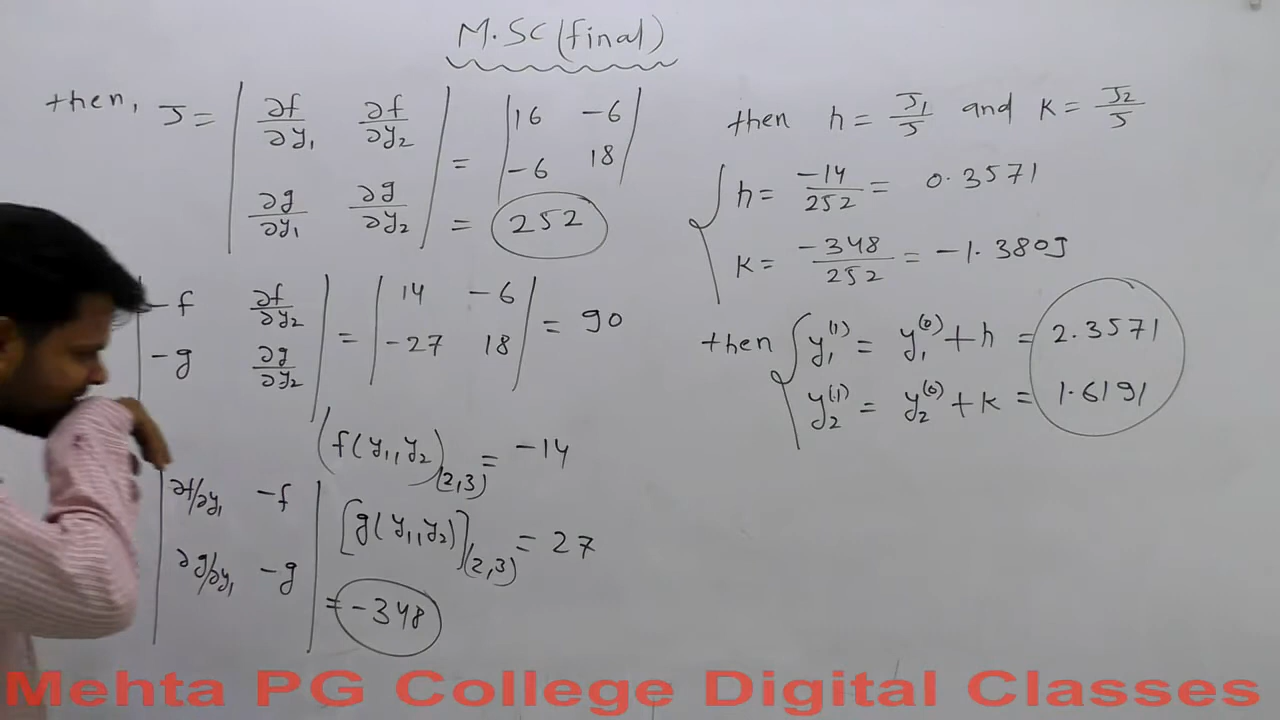 M.SC (final)
then, J = | ∂f/∂y₁ ∂f/∂y₂ | = | 16 -6 |
| ∂g/∂y₁ ∂g/∂y₂ | | -6 18 |
= 252
| -f ∂f/∂y₂ | = | 14 -6 | = 90
| -g ∂g/∂y₂ | | -27 18 |
(f(y₁,y₂)(2,3) = -14
| ∂f/∂y₁ -f |
| ∂g/∂y₁ -g |
[g(y₁,y₂)](2,3) = 27
= -348
then h = J₁/J and K = J₂/J
h = -14/252 = 0.3571
K = -348/252 = -1.3809
then y₁⁽¹⁾ = y₁⁽⁰⁾ + h = 2.3571
y₂⁽¹⁾ = y₂⁽⁰⁾ + K = 1.6191
Mehta PG College Digital Classes